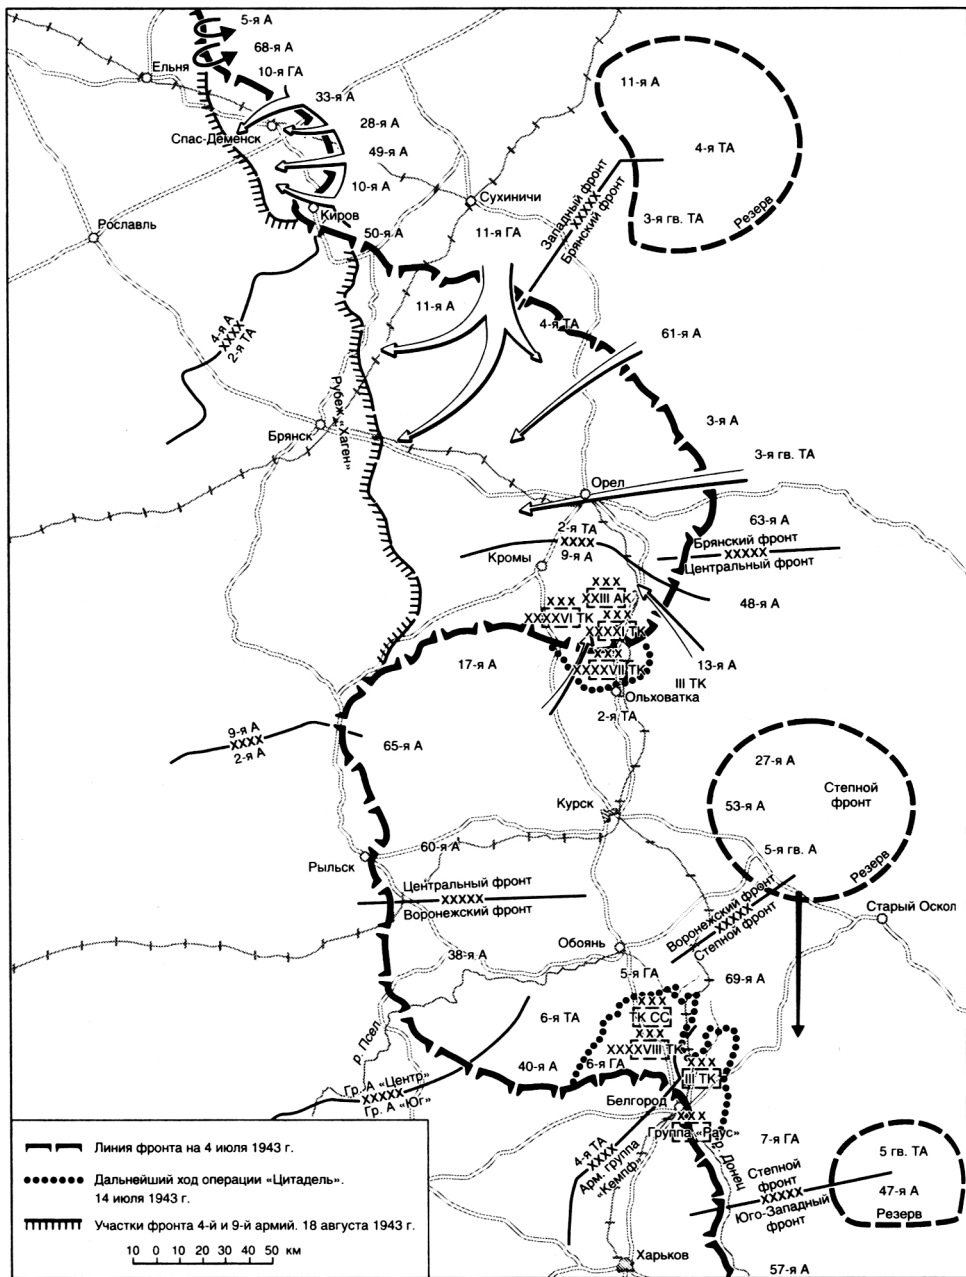 5-я А
68-я А
Ельня
10-я ГА
33-я А
28-я А
Спас-Деменск
49-я А
10-я А
Киров
Сухиничи
Рославль
50-я А
11-я ГА
Западный фронт
XXXXX
Брянский фронт
11-я А
4-я ТА
3-я гв. ТА
Резерв
11-я А
4-я ТА
61-я А
4-я А
XXXX
2-я ТА
Рубеж «Хаген»
Брянск
3-я А
3-я гв. ТА
Орел
63-я А
2-я ТА
XXXX
9-я А
Брянский фронт
XXXXX
Центральный фронт
Кромы
48-я А
XXX
XXIII АК
XXX
XXXXVI ТК
XXX
XXXXI ТК
XXX
XXXXVII ТК
17-я А
13-я А
III ТК
Ольховатка
2-я ТА
9-я А
XXXX
2-я А
65-я А
27-я А
Степной
фронт
53-я А
Курск
5-я гв. А
Резерв
60-я А
Рыльск
Центральный фронт
XXXXX
Воронежский фронт
Воронежский фронт
XXXXX
Степной фронт
Старый Оскол
Обоянь
38-я А
5-я ГА
69-я А
р. Псел
6-я ТА
XXX
ТК СС
XXX
XXXXVIII ТК
XXX
III ТК
40-я А
6-я ГА
Гр. А «Центр»
XXXXX
Гр. А «Юг»
Белгород
XXX
Группа «Раус»
4-я ТА
XXXX
Арм. группа
«Кемпф»
р. Донец
7-я ГА
5 гв. ТА
47-я А
Резерв
Степной
фронт
XXXXX
Юго-Западный
фронт
Харьков
57-я А
Линия фронта на 4 июля 1943 г.
Дальнейший ход операции «Цитадель».
14 июля 1943 г.
Участки фронта 4-й и 9-й армий. 18 августа 1943 г.
10 0 10 20 30 40 50 км